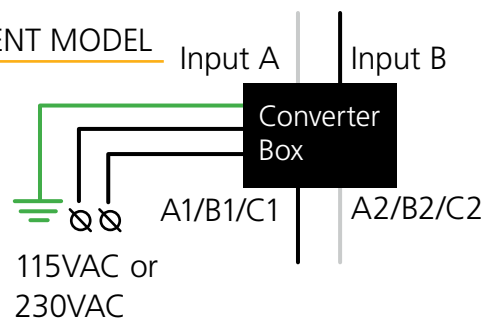 ENT MODEL
Input A
Input B
Converter
Box
A1/B1/C1
A2/B2/C2
115VAC or
230VAC